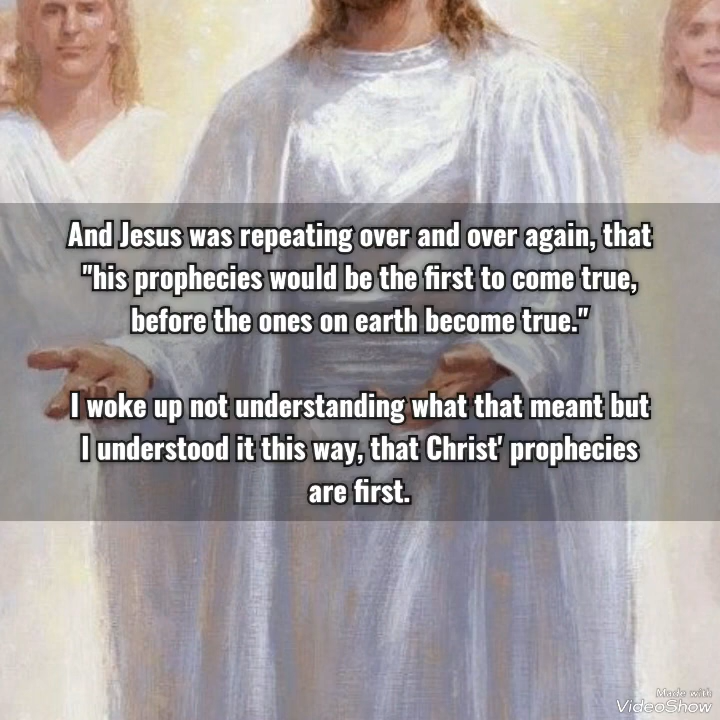 And Jesus was repeating over and over again, that
"his prophecies would be the first to come true,
before the ones on earth become true."
I woke up not understanding what that meant but
I understood it this way, that Christ' prophecies
are first.
Made with
VideoShow